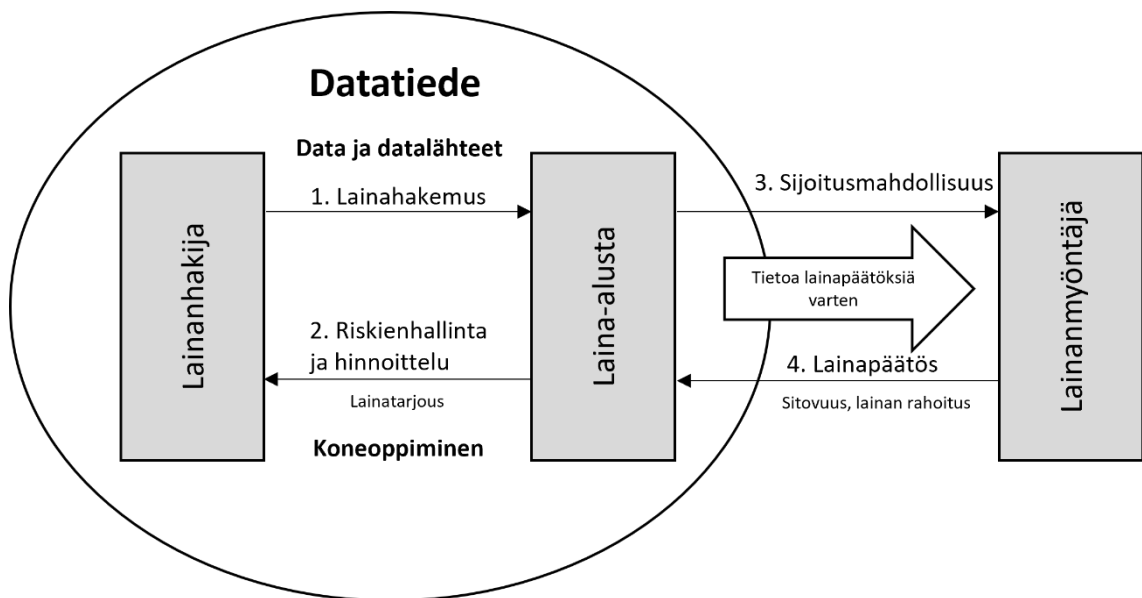 Datatiede
Data ja datalähteet
Lainanhakija
1. Lainahakemus
2. Riskienhallinta
ja hinnoittelu
Lainatarjous
Koneoppiminen
Laina-alusta
3. Sijoitusmahdollisuus
Tietoa lainapäätöksiä
varten
4. Lainapäätös
Sitovuus, lainan rahoitus
Lainanmyöntäjä